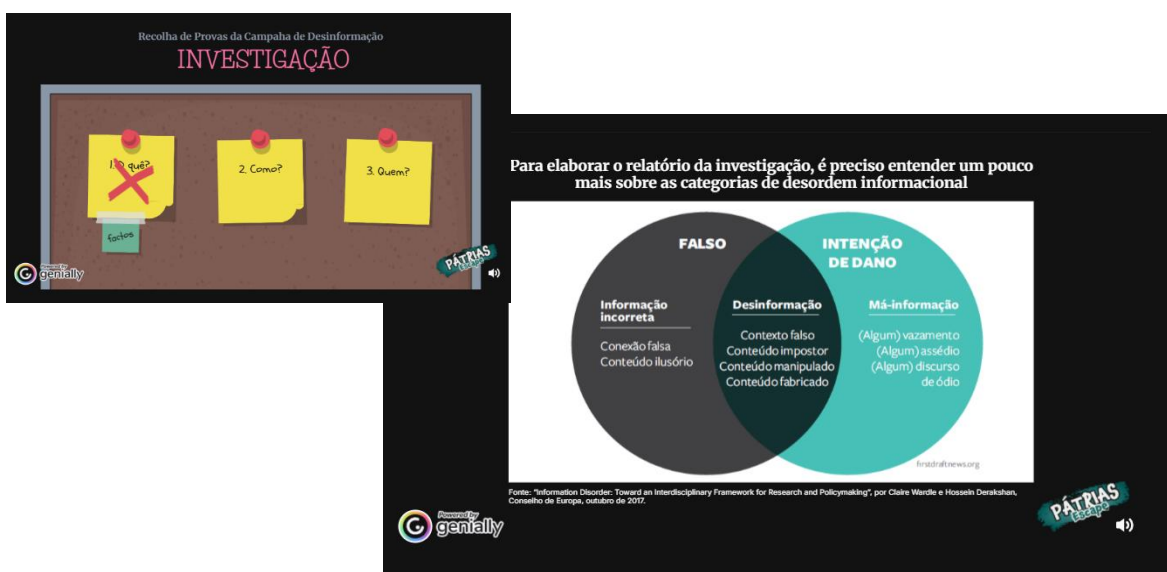 Recolha de Provas da Campaha de Desinformação
INVESTIGAÇÃO
1. O quê?
2. Como?
3. Quem?
factos
Powered by
genially
PÁTRIAS
Escape
Para elaborar o relatório da investigação, é preciso entender um pouco
mais sobre as categorias de desordem informacional
FALSO
INTENÇÃO
DE DANO
Informação
incorreta
Conexão falsa
Conteúdo ilusório
Desinformação
Contexto falso
Conteúdo impostor
Conteúdo manipulado
Conteúdo fabricado
Má-informação
(Algum) vazamento
(Algum) assédio
(Algum) discurso
de ódio
firstdraftnews.org
Fonte: "Information Disorder: Toward an Interdisciplinary Framework for Research and Policymaking", por Claire Wardle e Hossein Derakshan,
Conselho de Europa, outubro de 2017.
Powered by
genially
PÁTRIAS
Escape